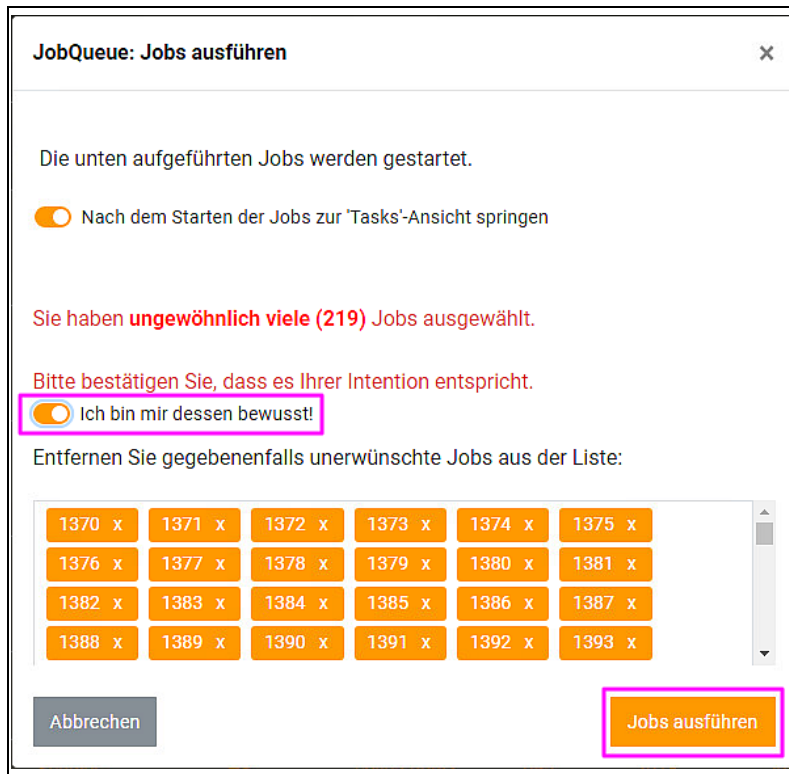 JobQueue: Jobs ausführen ×
Die unten aufgeführten Jobs werden gestartet.
Nach dem Starten der Jobs zur 'Tasks'-Ansicht springen
Sie haben ungewöhnlich viele (219) Jobs ausgewählt.
Bitte bestätigen Sie, dass es Ihrer Intention entspricht.
Ich bin mir dessen bewusst!
Entfernen Sie gegebenenfalls unerwünschte Jobs aus der Liste:
1370 x 1371 x 1372 x 1373 x 1374 x 1375 x
1376 x 1377 x 1378 x 1379 x 1380 x 1381 x
1382 x 1383 x 1384 x 1385 x 1386 x 1387 x
1388 x 1389 x 1390 x 1391 x 1392 x 1393 x
Abbrechen Jobs ausführen